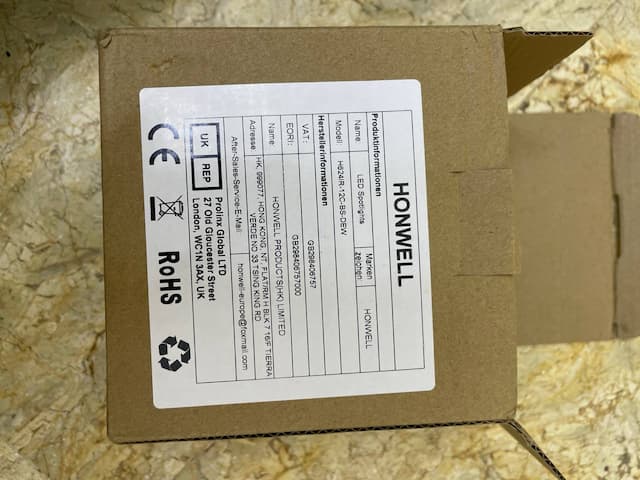 HONWELL
Produktinformationen
Name: LED Spotlights Marken zeichen HONWELL
Modell H524/R-12C-BS-DEW
Herstellerinformationen
VAT: GB298406757
EORI: GB298406757000
Name: HONWELL PRODUCTS(HK) LIMITED
Adresse HK, 999077, HONG KONG, NT, FLAT/RM H BLK 7 16/F TIERRA
VERDE NO 33 TSING KING RD
After-Sales-Service-E-Mail honwell-europe@foxmail.com
UK REP
Prolinx Global LTD
27 Old Gloucester Street
London, WC1N 3AX, UK
CE
RoHS